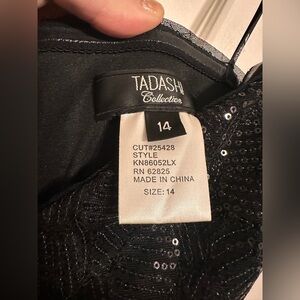 TADASHI
Collection
14
CUT#25428
STYLE
KN86052LX
RN 62825
MADE IN CHINA
SIZE: 14